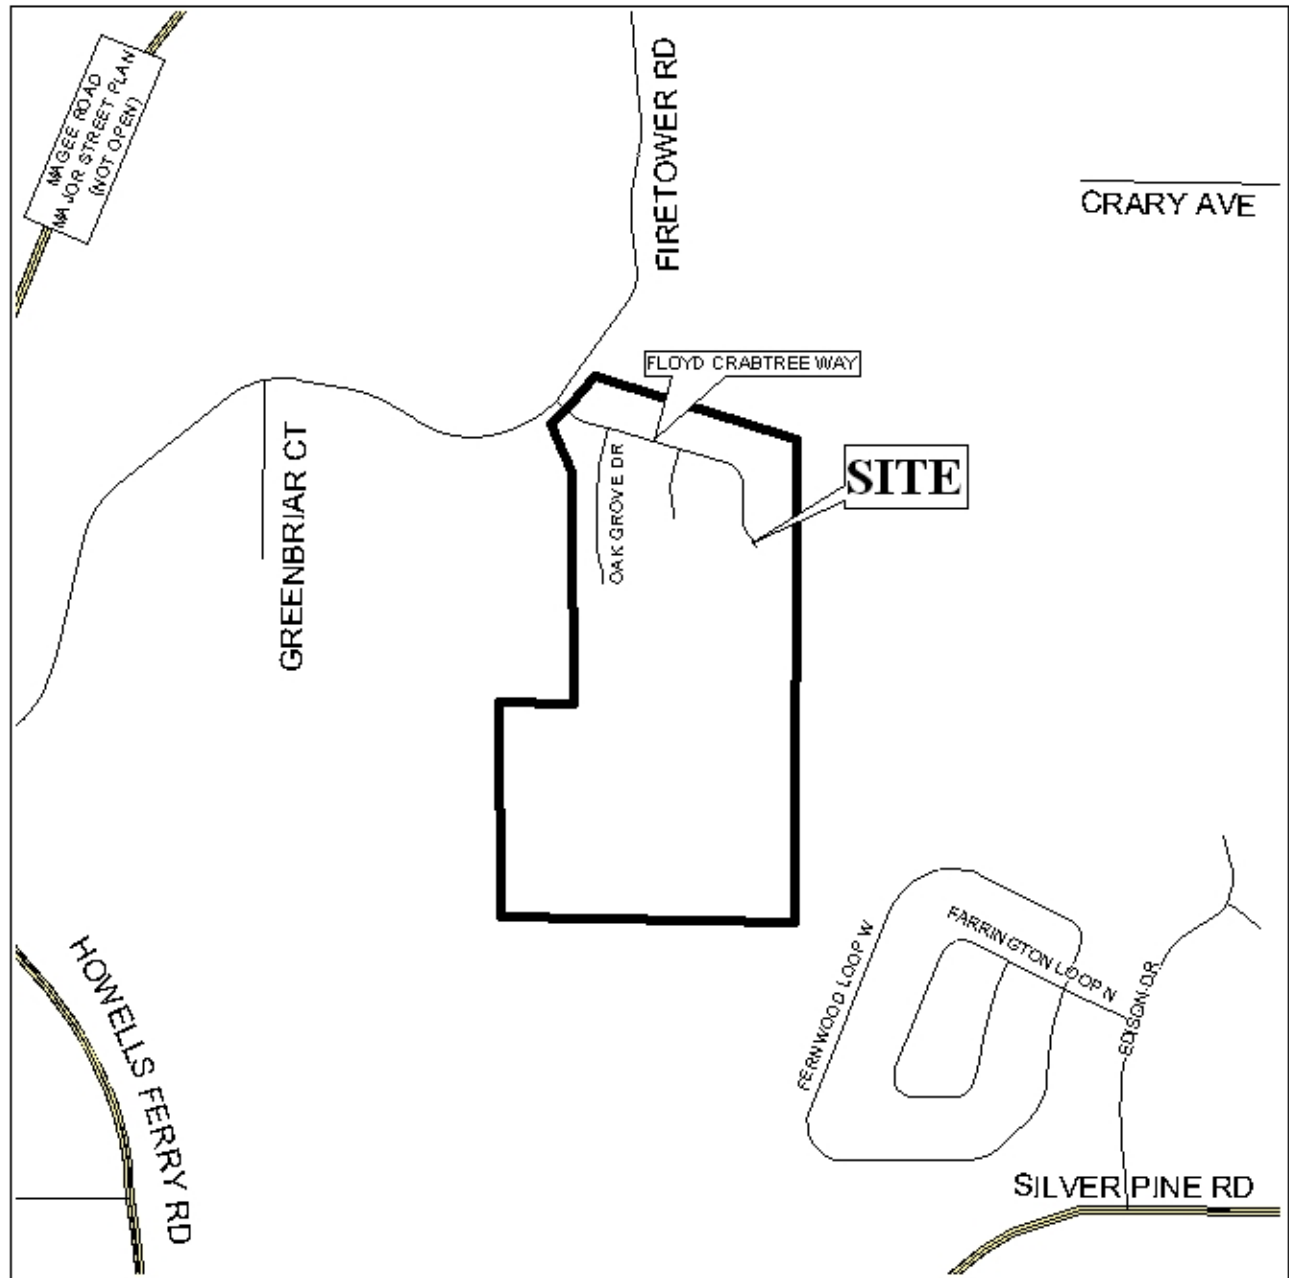 MAGEE ROAD
MAJOR STREET PLAN
(NOT OPEN)
FIRETOWER RD
CRARY AVE
FLOYD CRABTREE WAY
SITE
OAK GROVE DR
GREENBRIAR CT
FARRINGTON LOOP N
FERNWOOD LOOP W
EDISON DR
HOWELLS FERRY RD
SILVER PINE RD